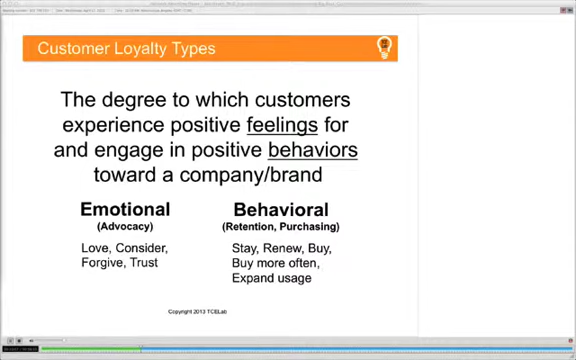 Customer Loyalty Types
The degree to which customers
experience positive feelings for
and engage in positive behaviors
toward a company/brand
Emotional
(Advocacy)
Love, Consider,
Forgive, Trust
Behavioral
(Retention, Purchasing)
Stay, Renew, Buy,
Buy more often,
Expand usage
Copyright 2013 TCELab